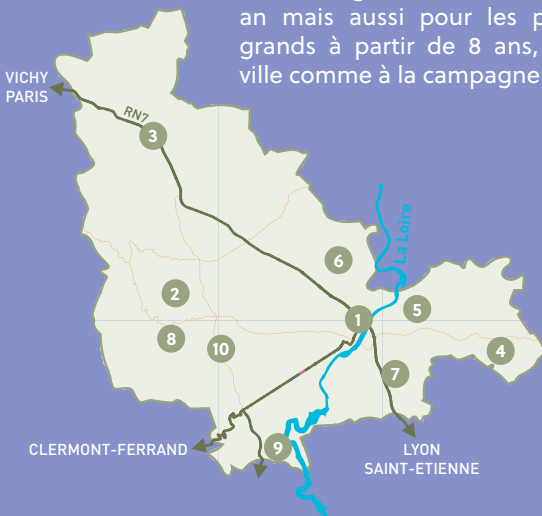 an mais aussi pour les
grands à partir de 8 ans,
ville comme à la campagne
VICHY
PARIS
RN7
3
La Loire
6
2
5
1
8
10
4
7
CLERMONT-FERRAND
9
LYON
SAINT-ETIENNE